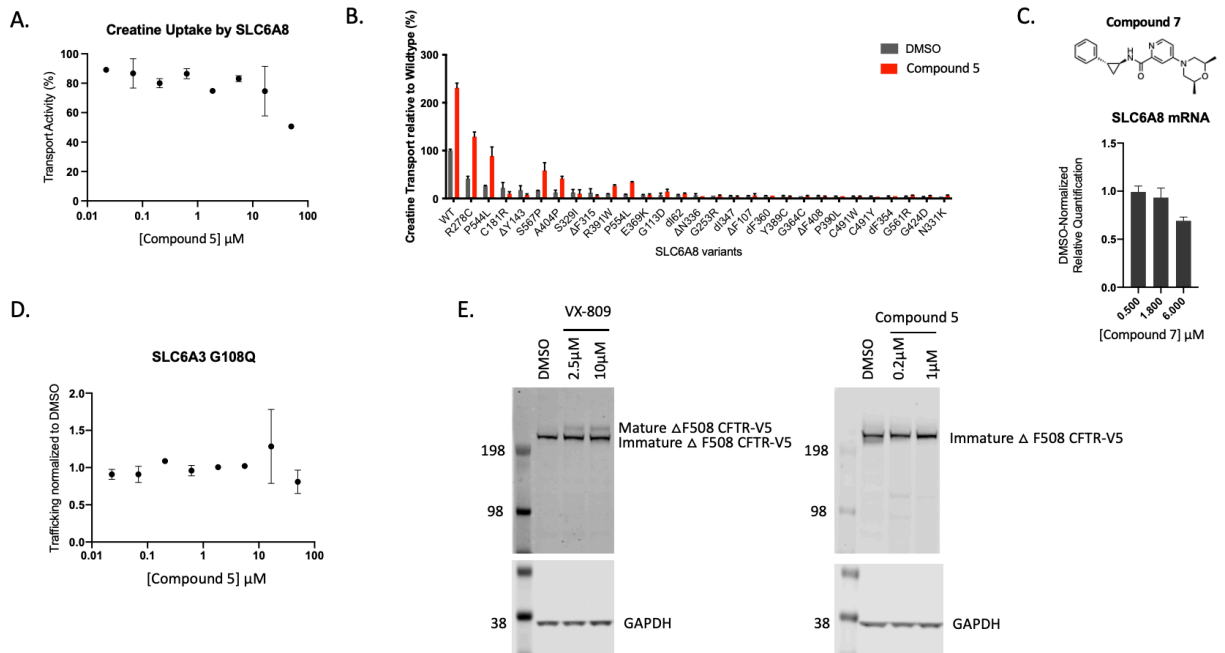 A.
Creatine Uptake by SLC6A8
Transport Activity (%)
100
80
60
40
20
0
0.01
0.1
1
10
100
[Compound 5] µM
B.
Creatine Transport relative to Wildtype (%)
300
200
100
0
DMSO
Compound 5
WT
R278C
P544L
C181R
ΔY143
S567P
A404P
S329I
ΔF315
R391W
P554L
E369K
G113D
dI62
ΔN336
G253R
dI347
ΔF107
dF360
Y389C
G364C
ΔF408
P390L
C491W
C491Y
dF354
G561R
G424D
N331K
SLC6A8 variants
C.
Compound 7
H
N
N
O
N
O
SLC6A8 mRNA
DMSO-Normalized
Relative Quantification
1.5
1.0
0.5
0.0
0.500
1.800
6.000
[Compound 7] µM
D.
SLC6A3 G108Q
Trafficking normalized to DMSO
2.0
1.5
1.0
0.5
0.0
0.01
0.1
1
10
100
[Compound 5] µM
E.
VX-809
DMSO
2.5µM
10µM
Mature △F508 CFTR-V5
Immature △ F508 CFTR-V5
198
98
38
GAPDH
Compound 5
DMSO
0.2µM
1µM
Immature △ F508 CFTR-V5
198
98
38
GAPDH